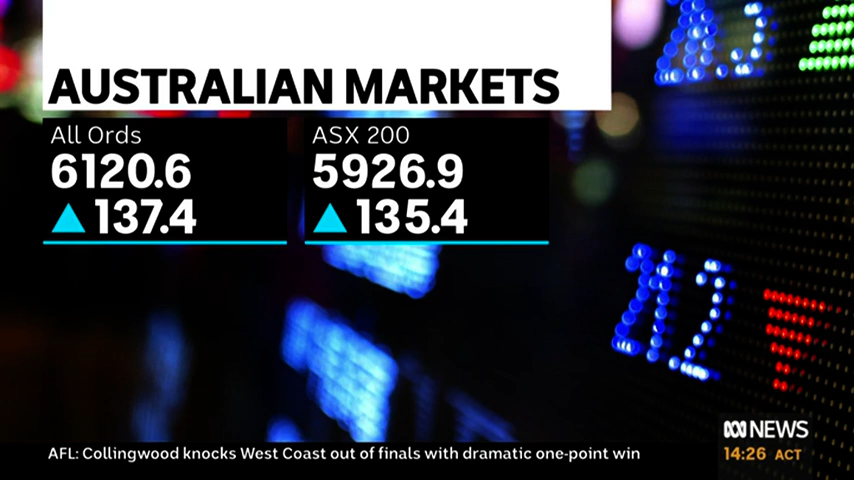 AUSTRALIAN MARKETS
All Ords
6120.6
▲ 137.4
ASX 200
5926.9
▲ 135.4
212
AFL: Collingwood knocks West Coast out of finals with dramatic one-point win
NEWS
14:26 ACT